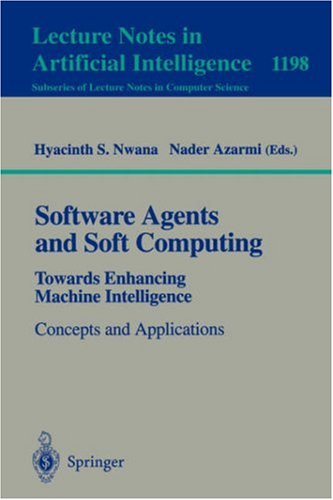 Lecture Notes in
Artificial Intelligence 1198
Subseries of Lecture Notes in Computer Science
Hyacinth S. Nwana Nader Azarmi (Eds.)
Software Agents
and Soft Computing
Towards Enhancing
Machine Intelligence
Concepts and Applications
Springer